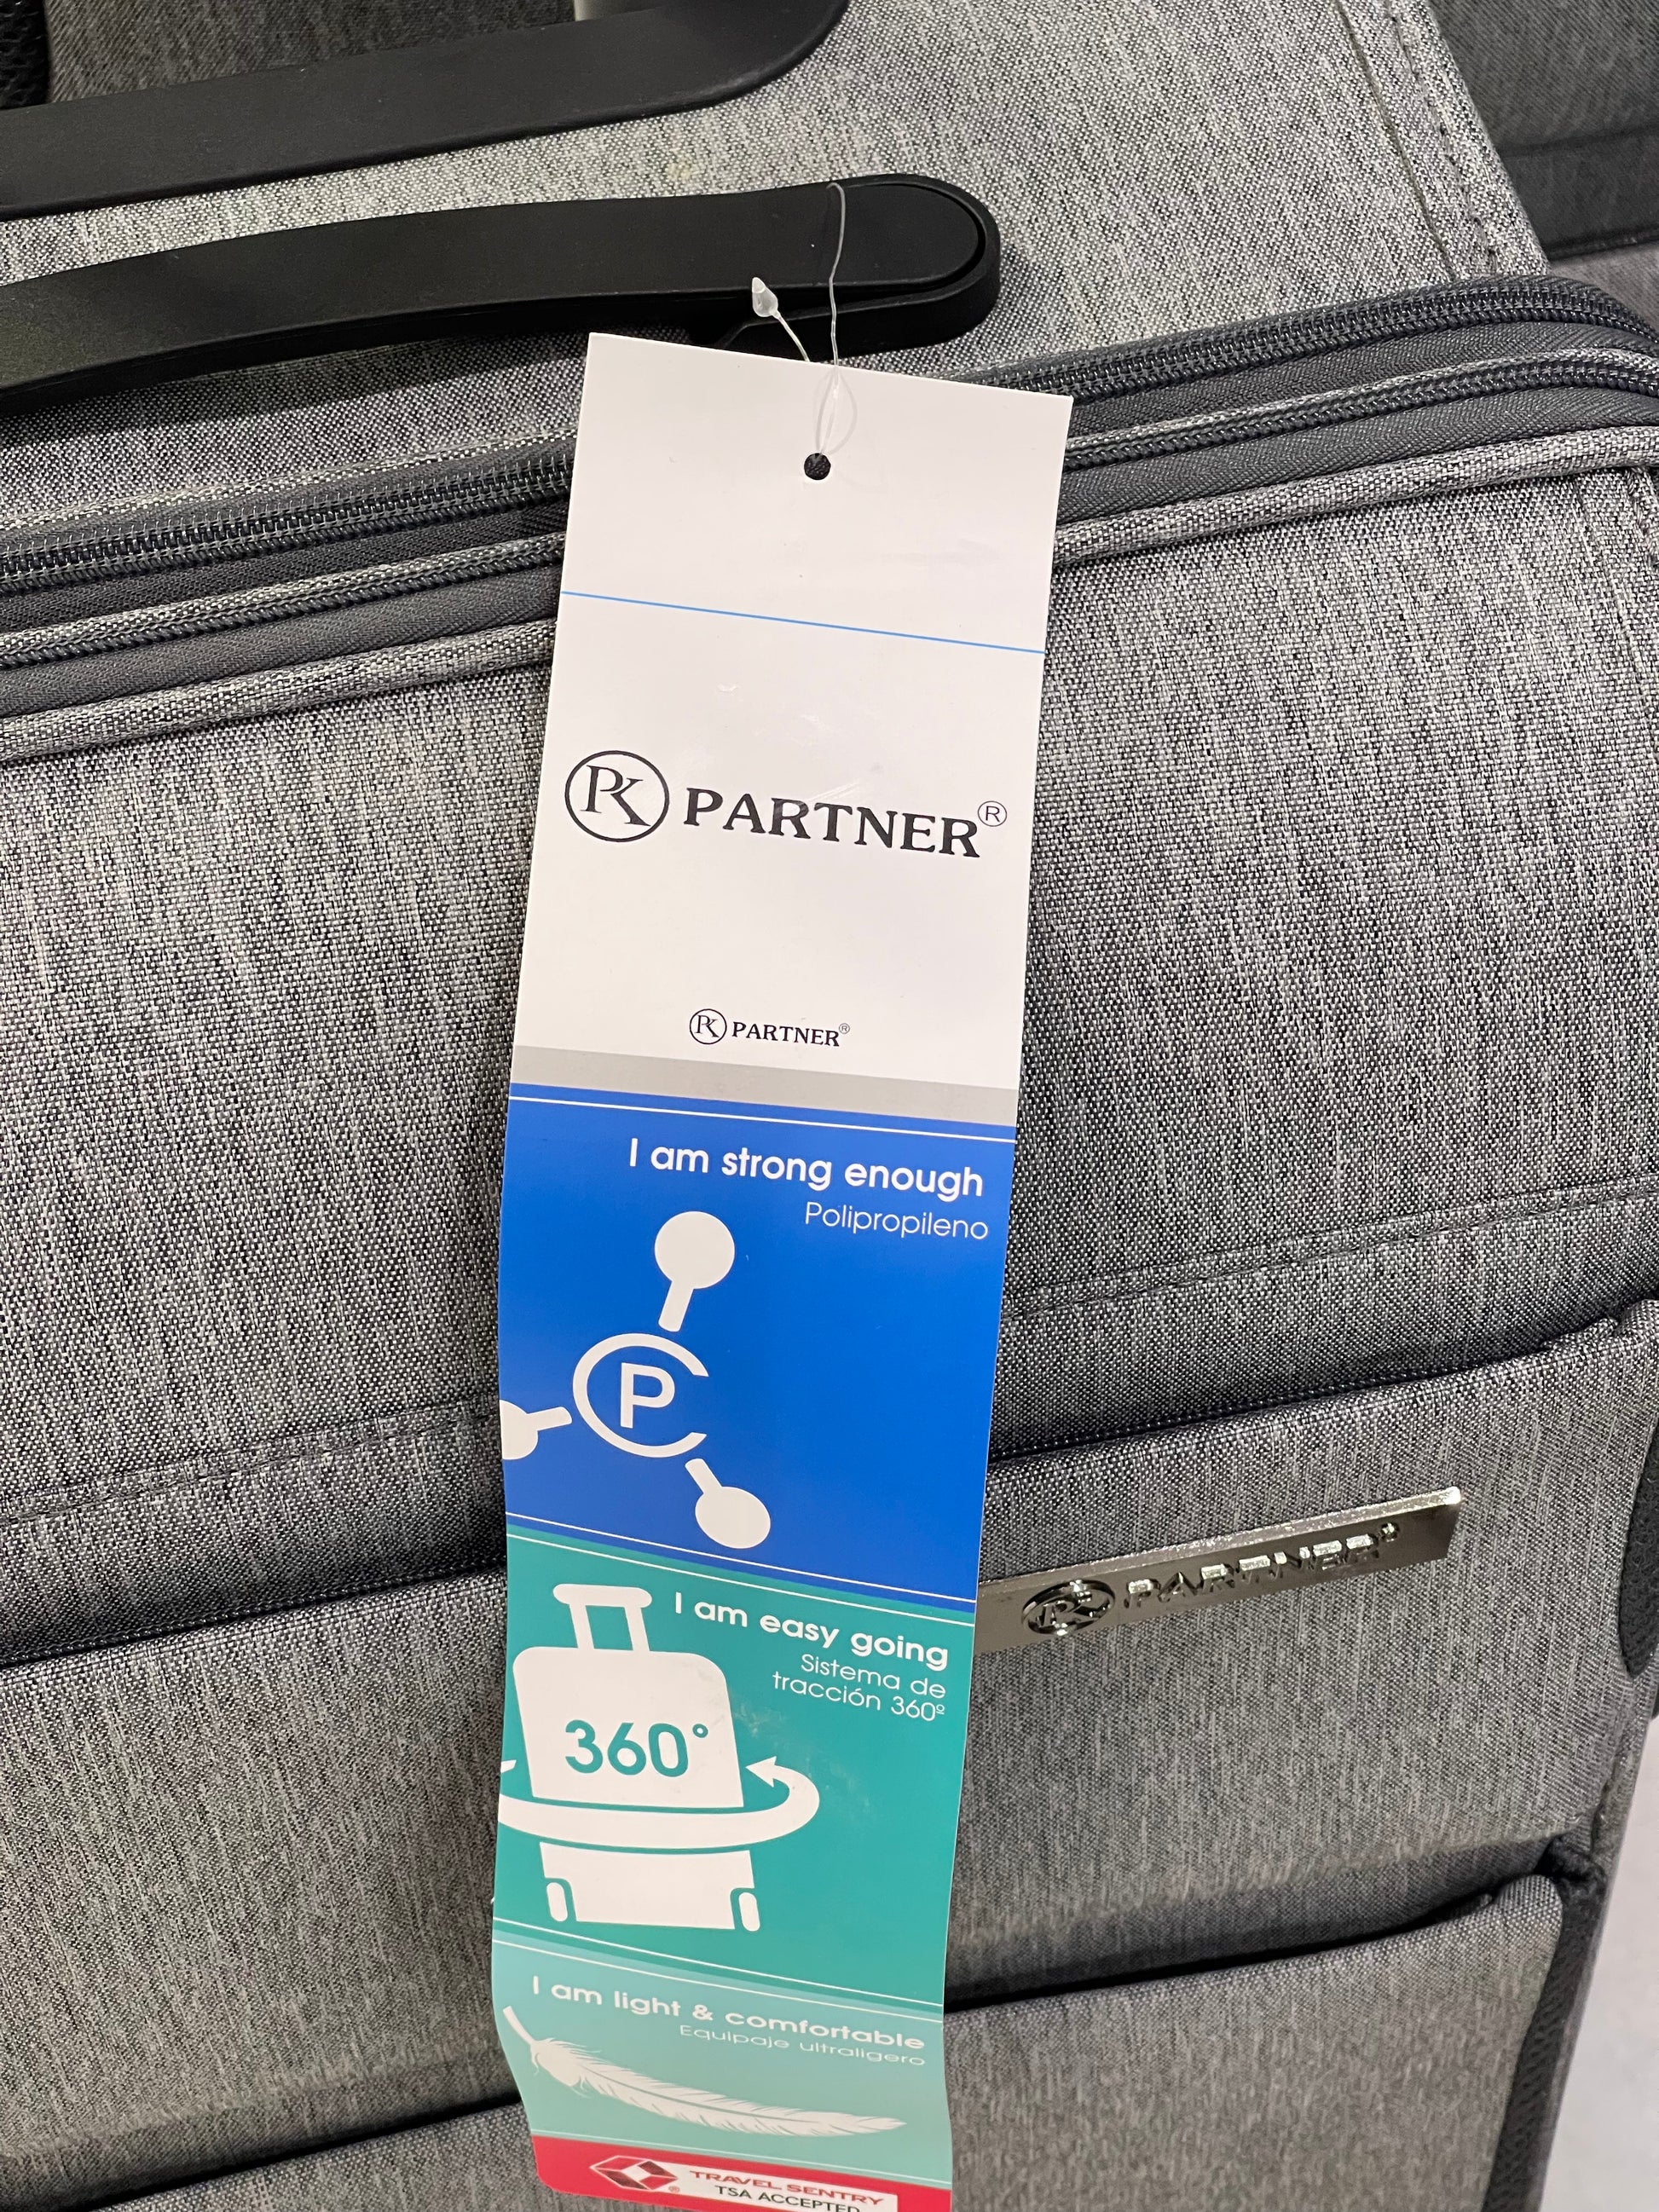 PK PARTNER®
PK PARTNER®
I am strong enough
Polipropileno
P
I am easy going
Sistema de
tracción 360º
360°
PK PARTNER®
I am light & comfortable
Equipaje ultraligero
TRAVEL SENTRY®
TSA ACCEPTED